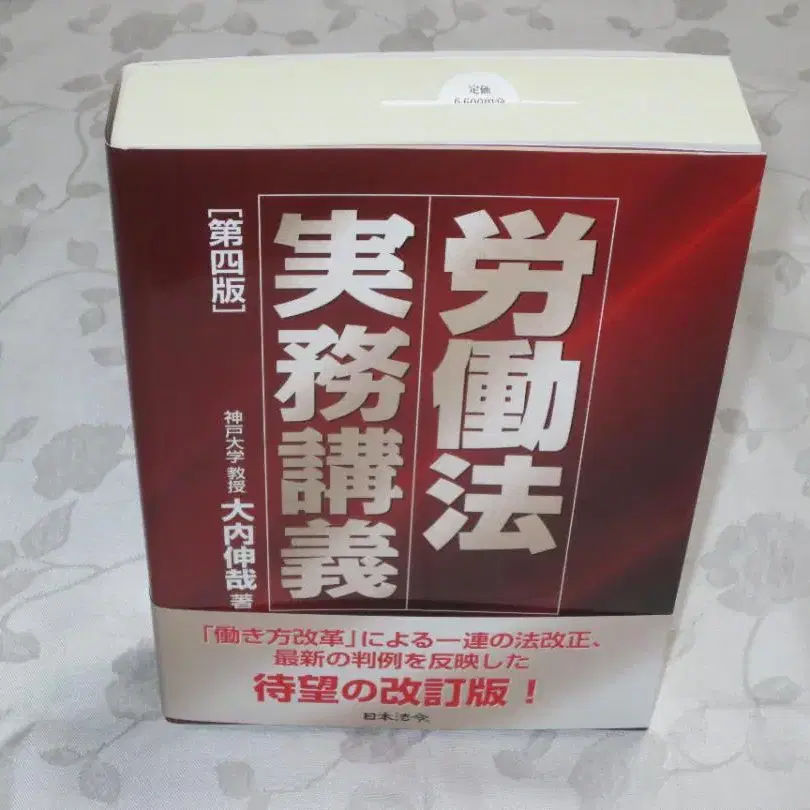 定価
労働法
実務講義
[第四版]
神戸大学 教授 大内伸哉 著
「働き方改革」による一連の法改正、
最新の判例を反映した
待望の改訂版!
日本法令